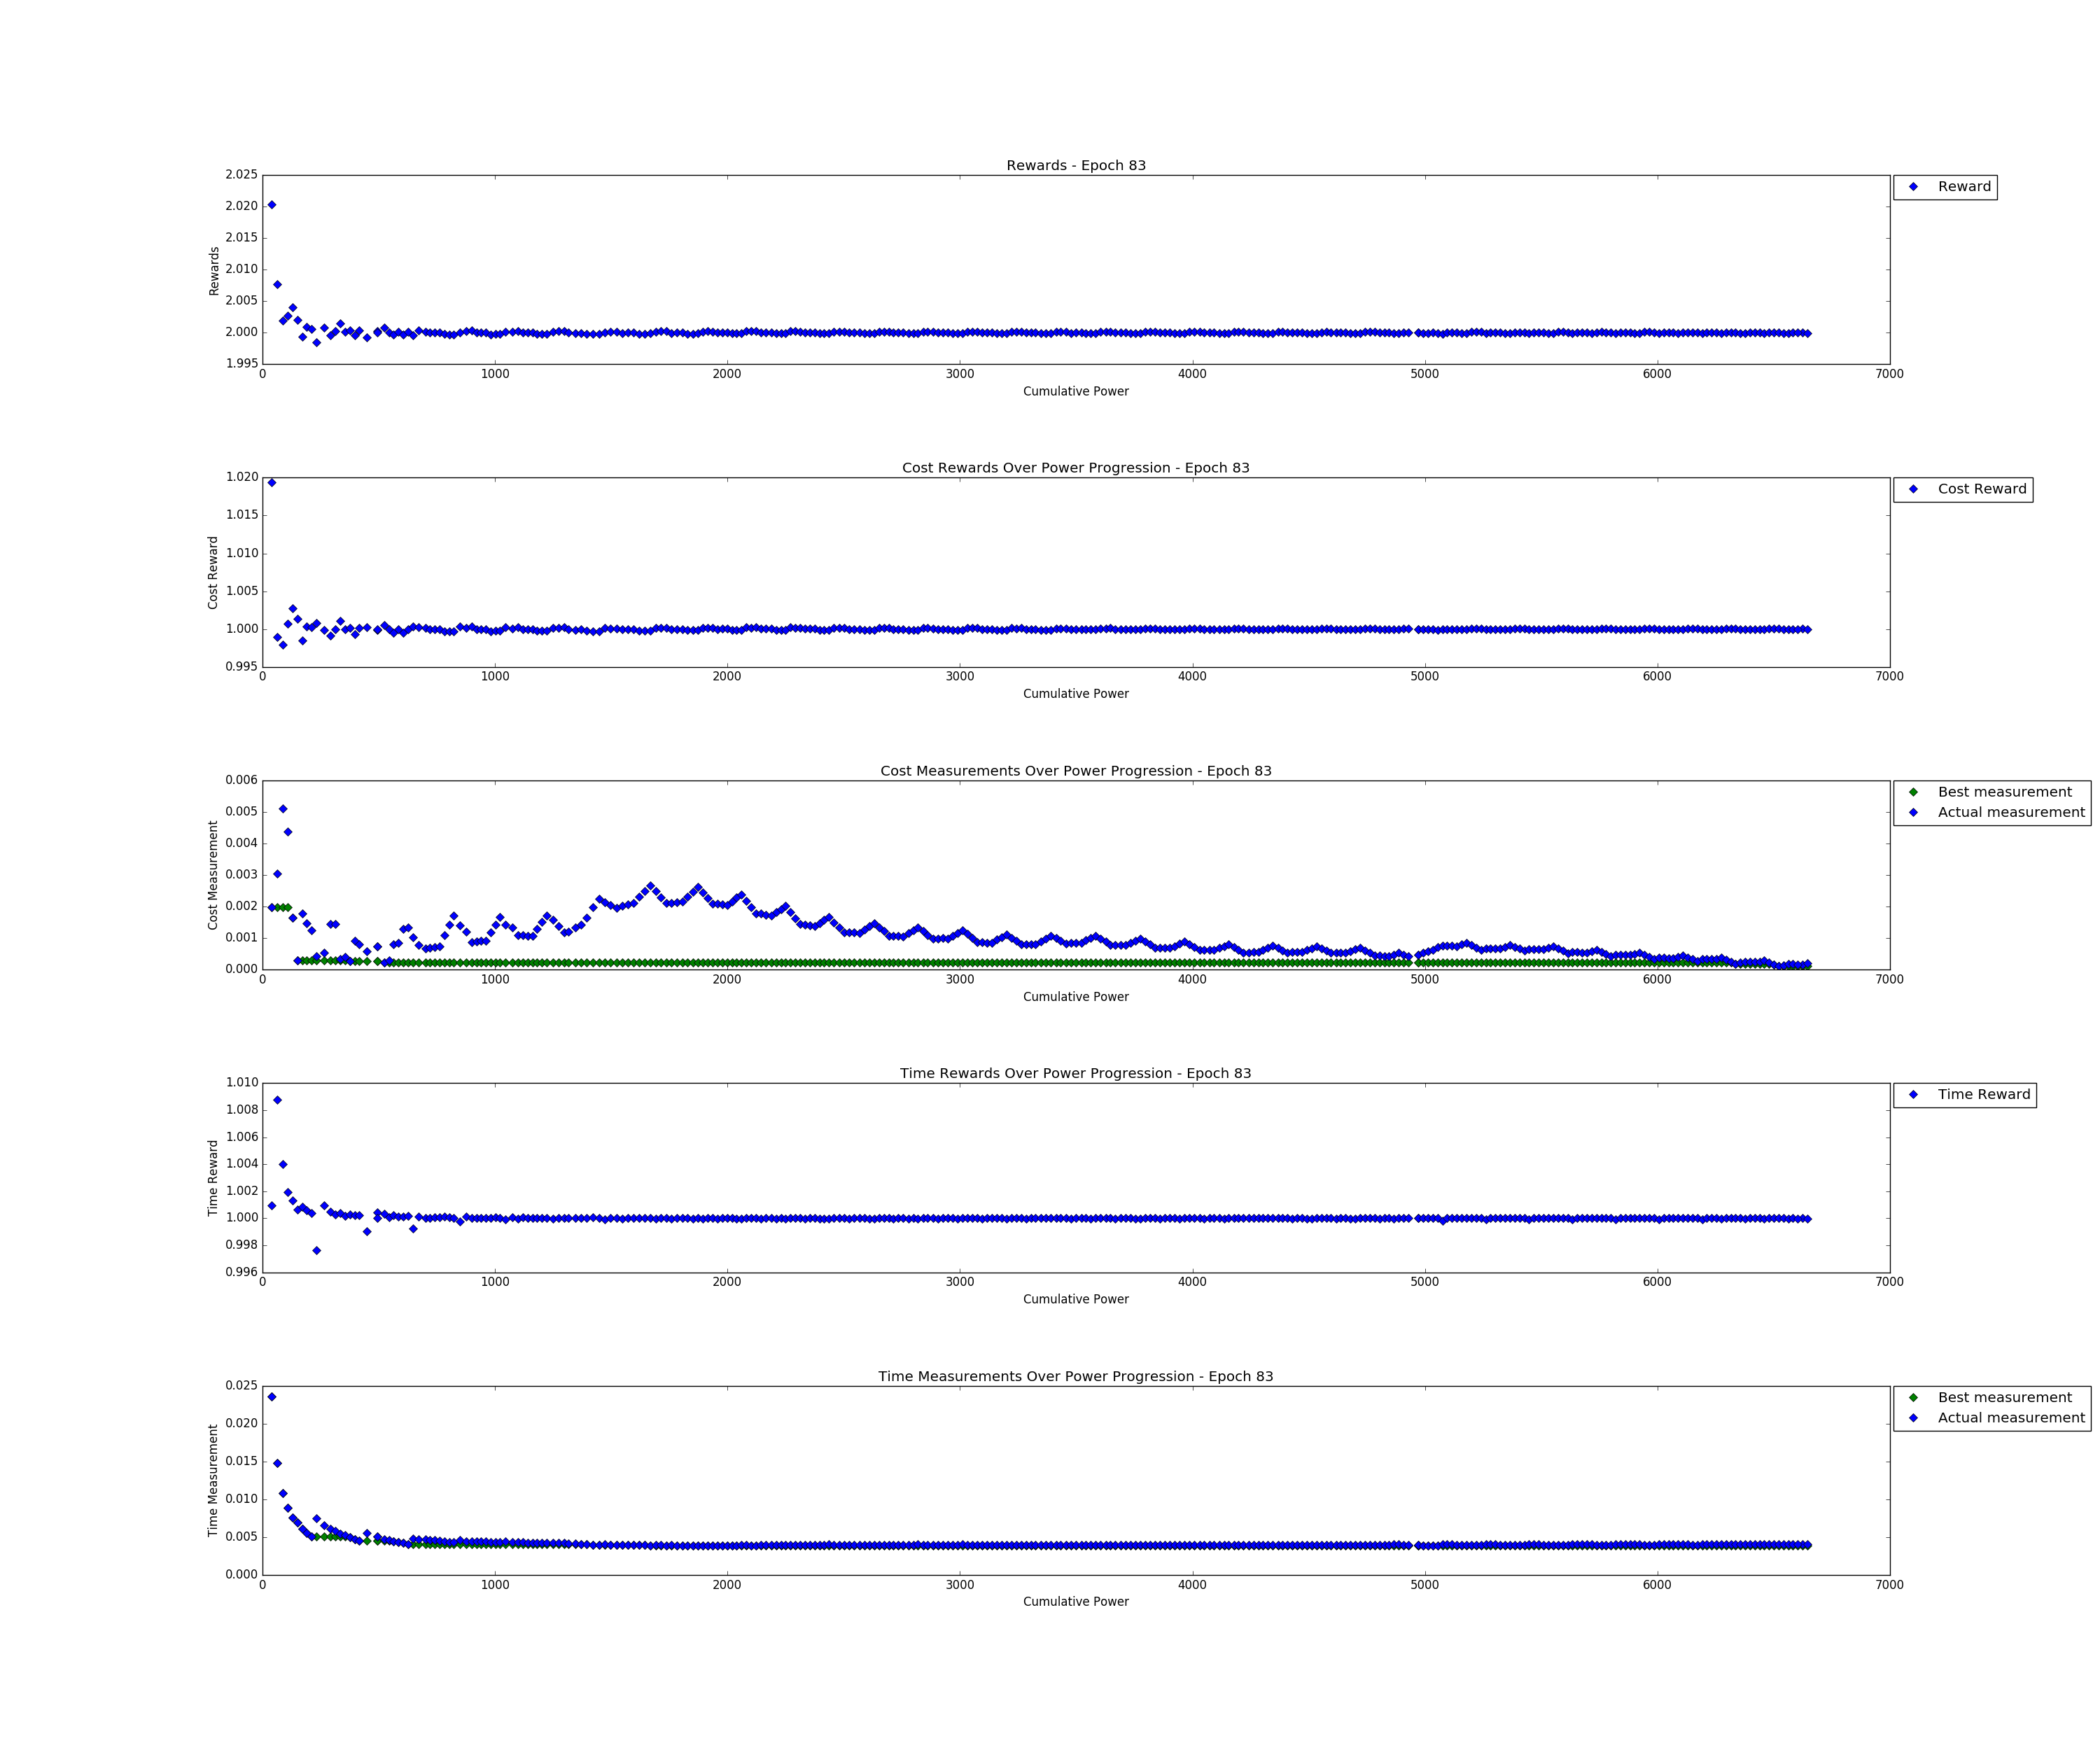 Rewards - Epoch 83
2.025
2.020
2.015
2.010
2.005
2.000
1.995
Rewards
0 1000 2000 3000 4000 5000 6000 7000
Cumulative Power
Reward
Cost Rewards Over Power Progression - Epoch 83
1.020
1.015
1.010
1.005
1.000
0.995
Cost Reward
0 1000 2000 3000 4000 5000 6000 7000
Cumulative Power
Cost Reward
Cost Measurements Over Power Progression - Epoch 83
0.006
0.005
0.004
0.003
0.002
0.001
0.000
Cost Measurement
0 1000 2000 3000 4000 5000 6000 7000
Cumulative Power
Best measurement
Actual measurement
Time Rewards Over Power Progression - Epoch 83
1.010
1.008
1.006
1.004
1.002
1.000
0.998
0.996
Time Reward
0 1000 2000 3000 4000 5000 6000 7000
Cumulative Power
Time Reward
Time Measurements Over Power Progression - Epoch 83
0.025
0.020
0.015
0.010
0.005
0.000
Time Measurement
0 1000 2000 3000 4000 5000 6000 7000
Cumulative Power
Best measurement
Actual measurement